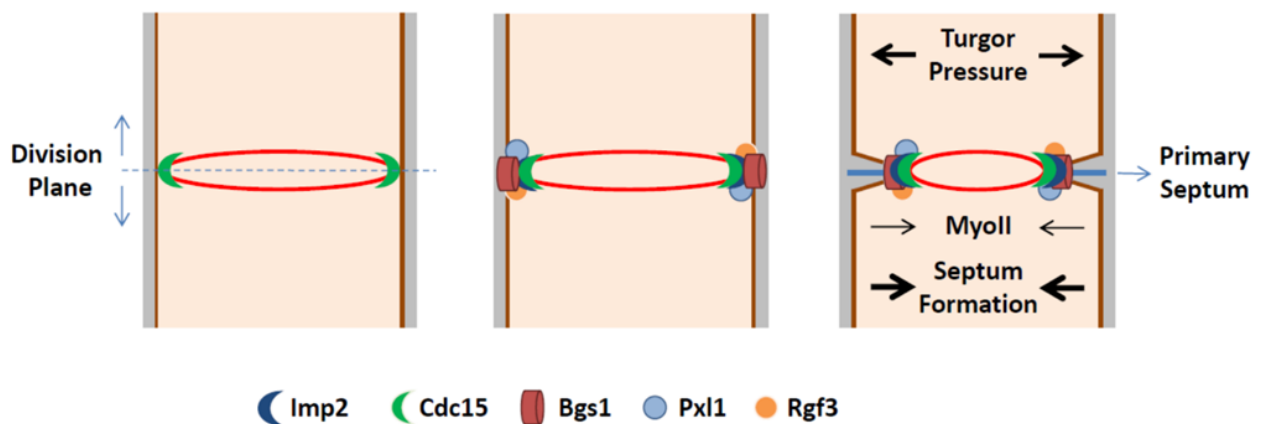 Division
Plane
Turgor
Pressure
Primary
Septum
MyoII
Septum
Formation
Imp2
Cdc15
Bgs1
Pxl1
Rgf3